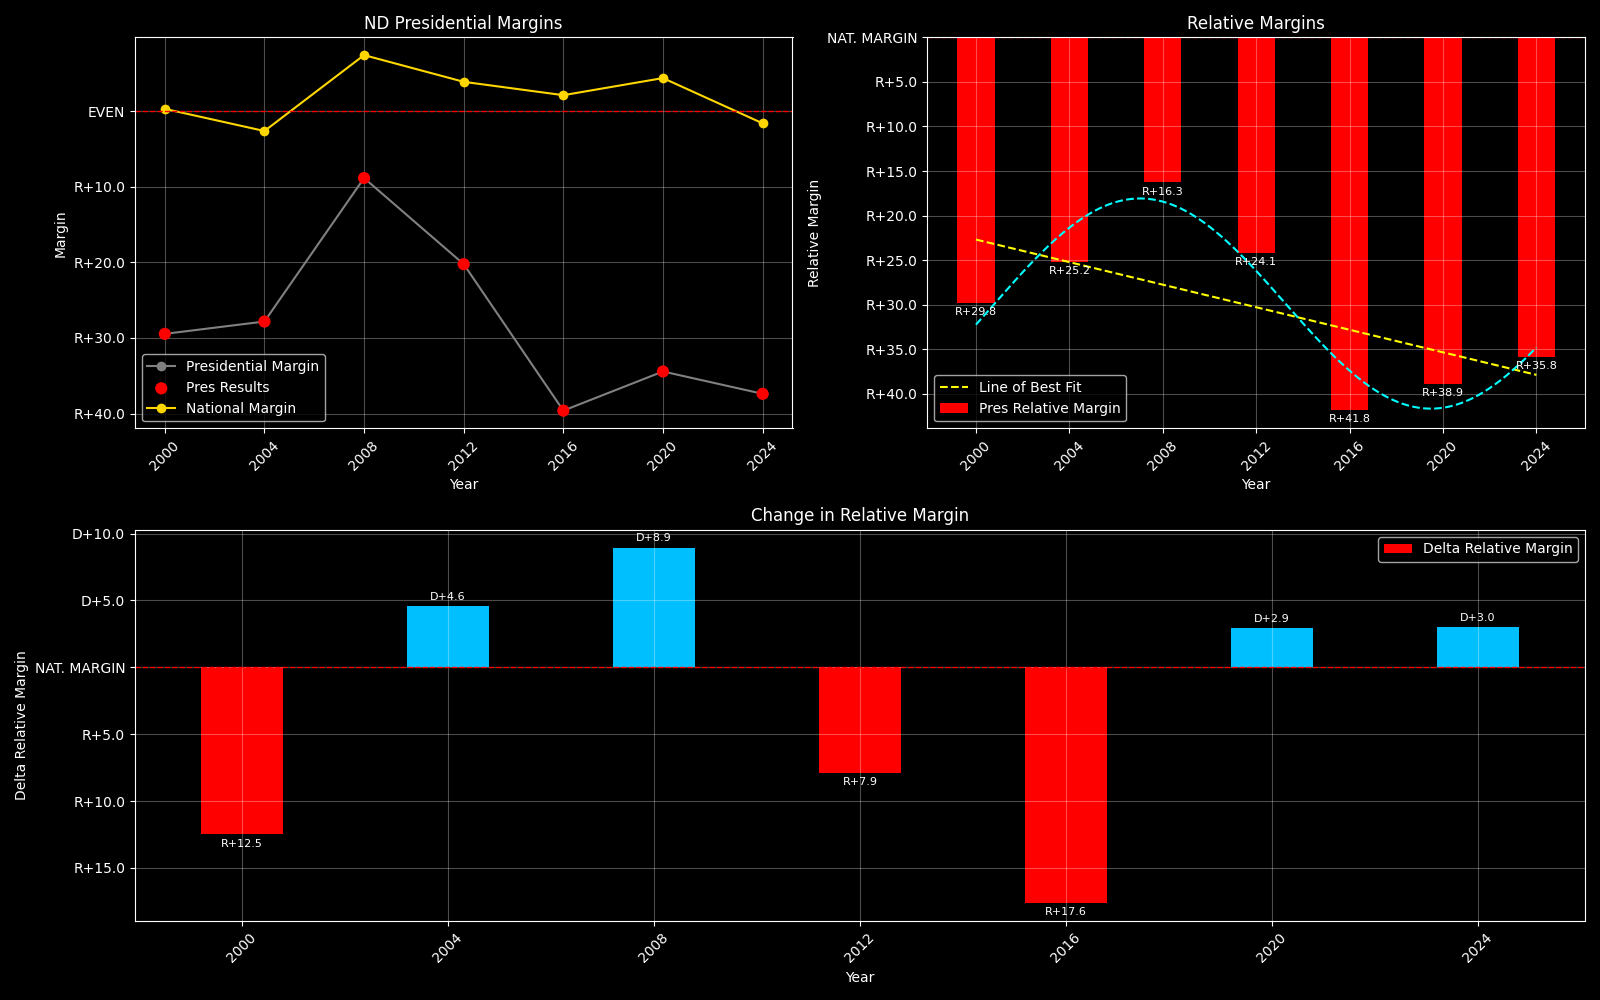 ND Presidential Margins
EVEN
R+10.0
R+20.0
R+30.0
R+40.0
Margin
Presidential Margin
Pres Results
National Margin
2000
2004
2008
2012
2016
2020
2024
Year
Relative Margins
NAT. MARGIN
R+5.0
R+10.0
R+15.0
R+20.0
R+25.0
R+30.0
R+35.0
R+40.0
Relative Margin
R+29.8
R+25.2
R+16.3
R+24.1
R+41.8
R+38.9
R+35.8
Line of Best Fit
Pres Relative Margin
2000
2004
2008
2012
2016
2020
2024
Year
Change in Relative Margin
D+10.0
D+5.0
NAT. MARGIN
R+5.0
R+10.0
R+15.0
Delta Relative Margin
Delta Relative Margin
R+12.5
D+4.6
D+8.9
R+7.9
R+17.6
D+2.9
D+3.0
2000
2004
2008
2012
2016
2020
2024
Year